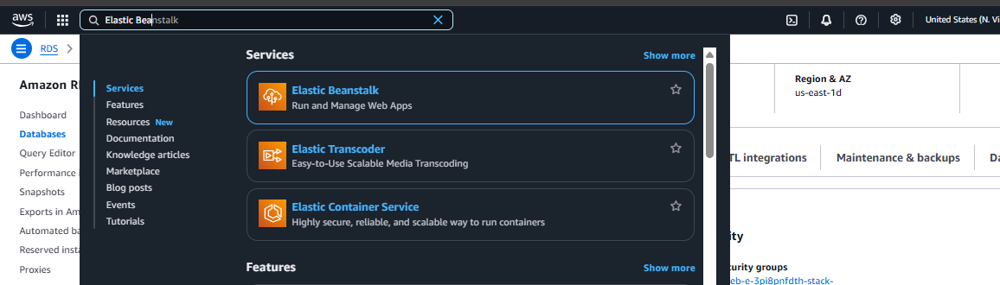 aws
Elastic Beanstalk
United States (N. Vi
RDS
Amazon R
Dashboard
Databases
Query Editor
Performance
Snapshots
Exports in Am
Automated ba
Reserved insta
Proxies
Services
Features
Resources New
Documentation
Knowledge articles
Marketplace
Blog posts
Events
Tutorials
Services
Show more
Elastic Beanstalk
Run and Manage Web Apps
Elastic Transcoder
Easy-to-Use Scalable Media Transcoding
Elastic Container Service
Highly secure, reliable, and scalable way to run containers
Features
Show more
Region & AZ
us-east-1d
TL integrations
Maintenance & backups
Da
ity
curity groups
eb-e-3pi8pnfdth-stack-